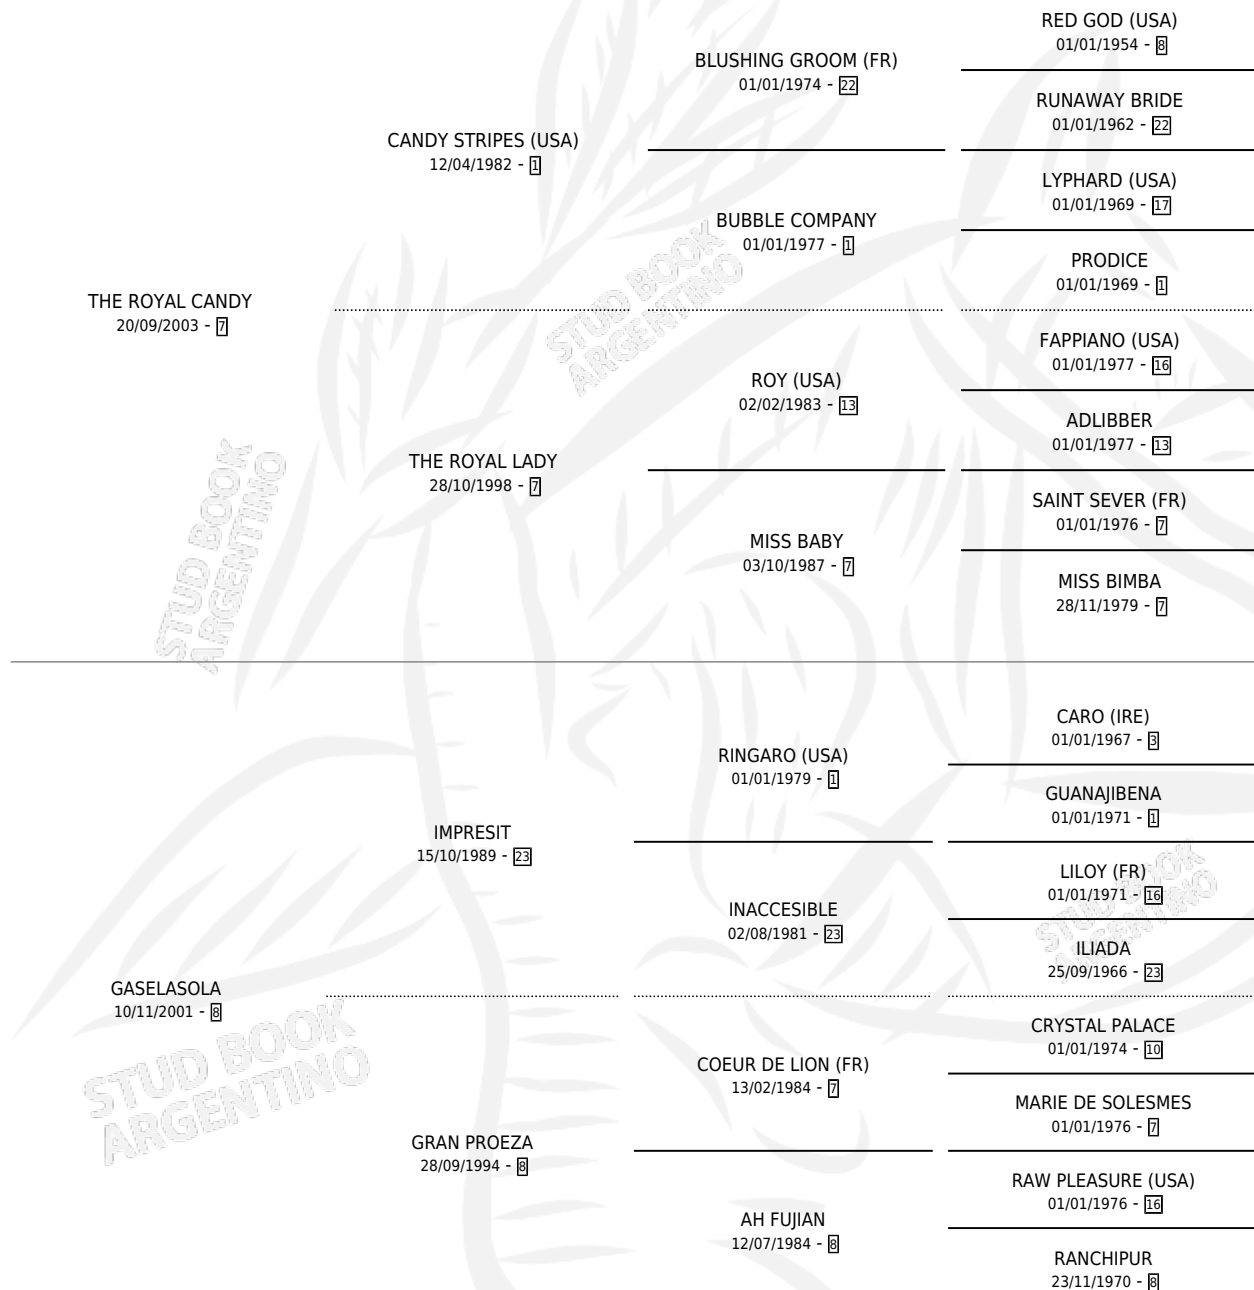 RED GOD (USA)
01/01/1954 - 8
BLUSHING GROOM (FR)
01/01/1974 - 22
RUNAWAY BRIDE
01/01/1962 - 22
CANDY STRIPES (USA)
12/04/1982 - 1
LYPHARD (USA)
01/01/1969 - 17
BUBBLE COMPANY
01/01/1977 - 1
PRODICE
01/01/1969 - 1
THE ROYAL CANDY
20/09/2003 - 7
STUD BOOK
ARGENTINO
FAPPIANO (USA)
01/01/1977 - 16
ROY (USA)
02/02/1983 - 13
ADLIBBER
01/01/1977 - 13
THE ROYAL LADY
28/10/1998 - 7
SAINT SEVER (FR)
01/01/1976 - 7
MISS BABY
03/10/1987 - 7
MISS BIMBA
28/11/1979 - 7
STUD BOOK
ARGENTINO
CARO (IRE)
01/01/1967 - 3
RINGARO (USA)
01/01/1979 - 1
GUANAJIBENA
01/01/1971 - 1
IMPRESIT
15/10/1989 - 23
LILOY (FR)
01/01/1971 - 16
INACCESIBLE
02/08/1981 - 23
ILIADA
25/09/1966 - 23
STUD BOOK
ARGENTINO
GASELASOLA
10/11/2001 - 8
CRYSTAL PALACE
01/01/1974 - 10
COEUR DE LION (FR)
13/02/1984 - 7
MARIE DE SOLESMES
01/01/1976 - 7
STUD BOOK
ARGENTINO
GRAN PROEZA
28/09/1994 - 8
RAW PLEASURE (USA)
01/01/1976 - 16
AH FUJIAN
12/07/1984 - 8
RANCHIPUR
23/11/1970 - 8